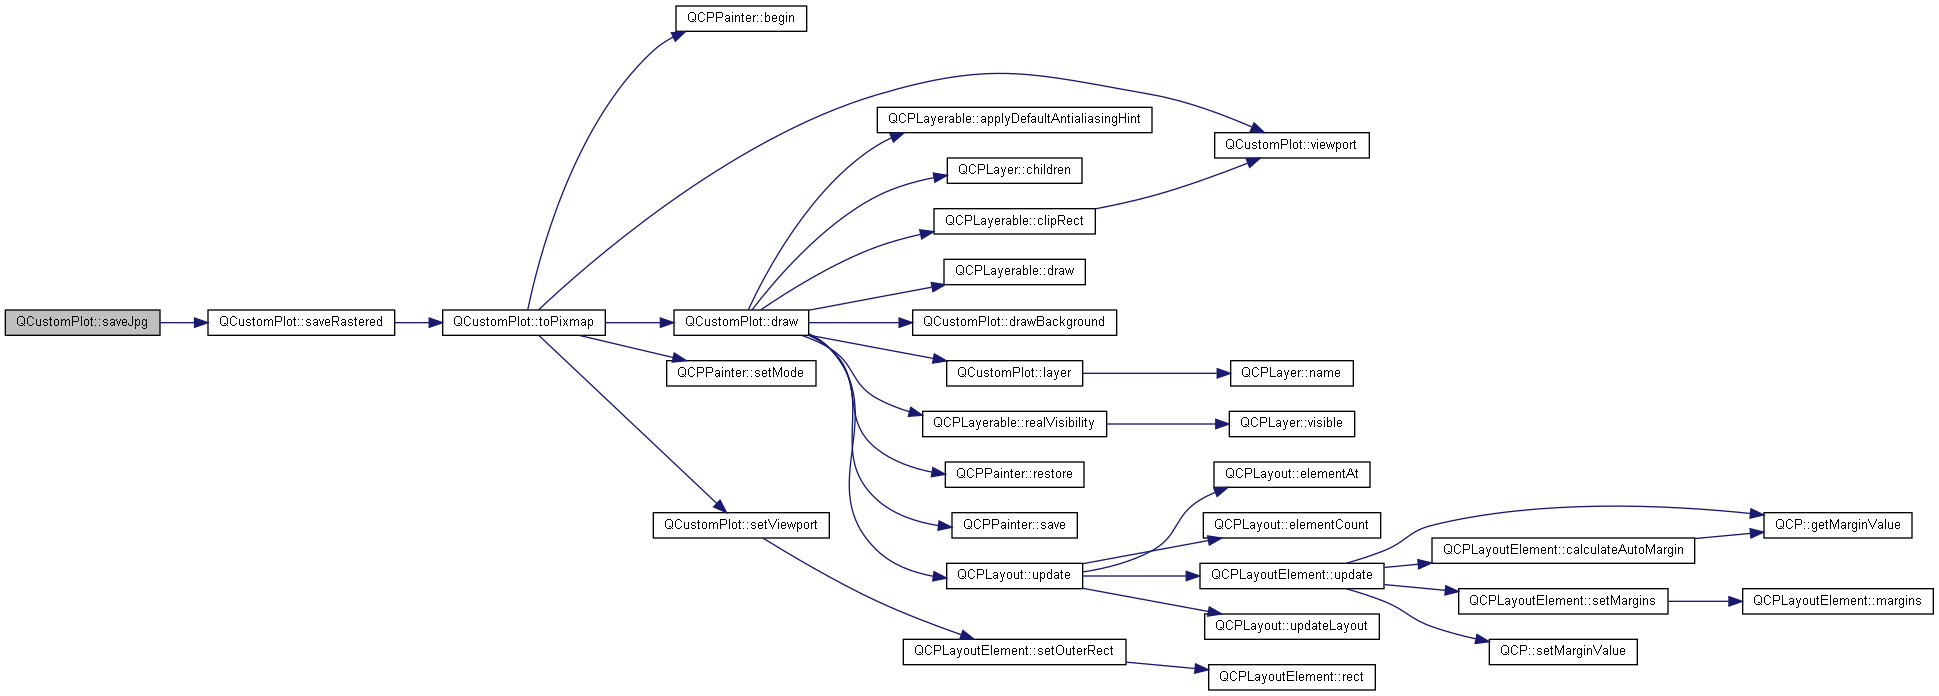 QCPPainter::begin
QCPLayerable::applyDefaultAntialiasingHint
QCustomPlot::viewport
QCPLayer::children
QCPLayerable::clipRect
QCPLayerable::draw
QCustomPlot::saveJpg
QCustomPlot::saveRastered
QCustomPlot::toPixmap
QCustomPlot::draw
QCustomPlot::drawBackground
QCPPainter::setMode
QCustomPlot::layer
QCPLayer::name
QCPLayerable::realVisibility
QCPLayer::visible
QCPPainter::restore
QCPLayout::elementAt
QCustomPlot::setViewport
QCPPainter::save
QCPLayout::elementCount
QCP::getMarginValue
QCPLayoutElement::calculateAutoMargin
QCPLayout::update
QCPLayoutElement::update
QCPLayoutElement::setMargins
QCPLayoutElement::margins
QCPLayout::updateLayout
QCPLayoutElement::setOuterRect
QCP::setMarginValue
QCPLayoutElement::rect